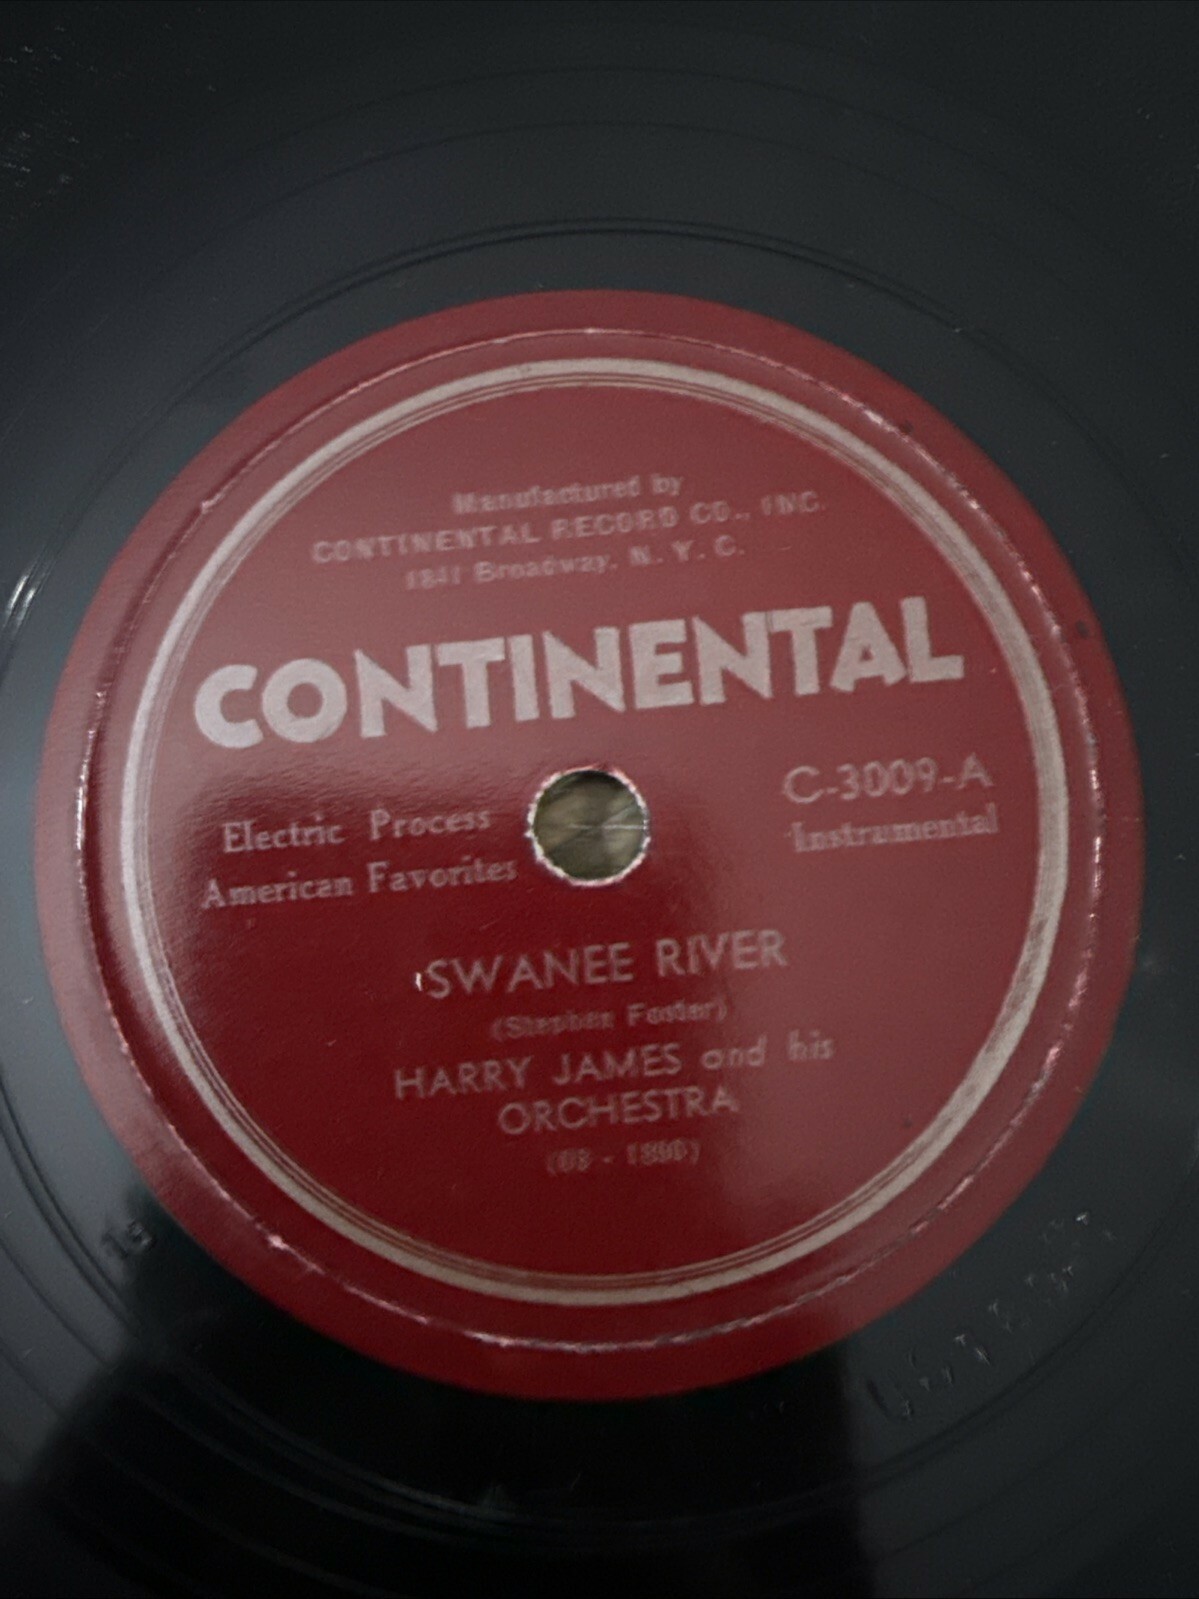 Manufactured by
CONTINENTAL RECORD CO., INC.
1841 Broadway, N. Y. C.
CONTINENTAL
C-3009-A
Electric Process
Instrumental
American Favorites
SWANEE RIVER
(Stephen Foster)
HARRY JAMES and his
ORCHESTRA